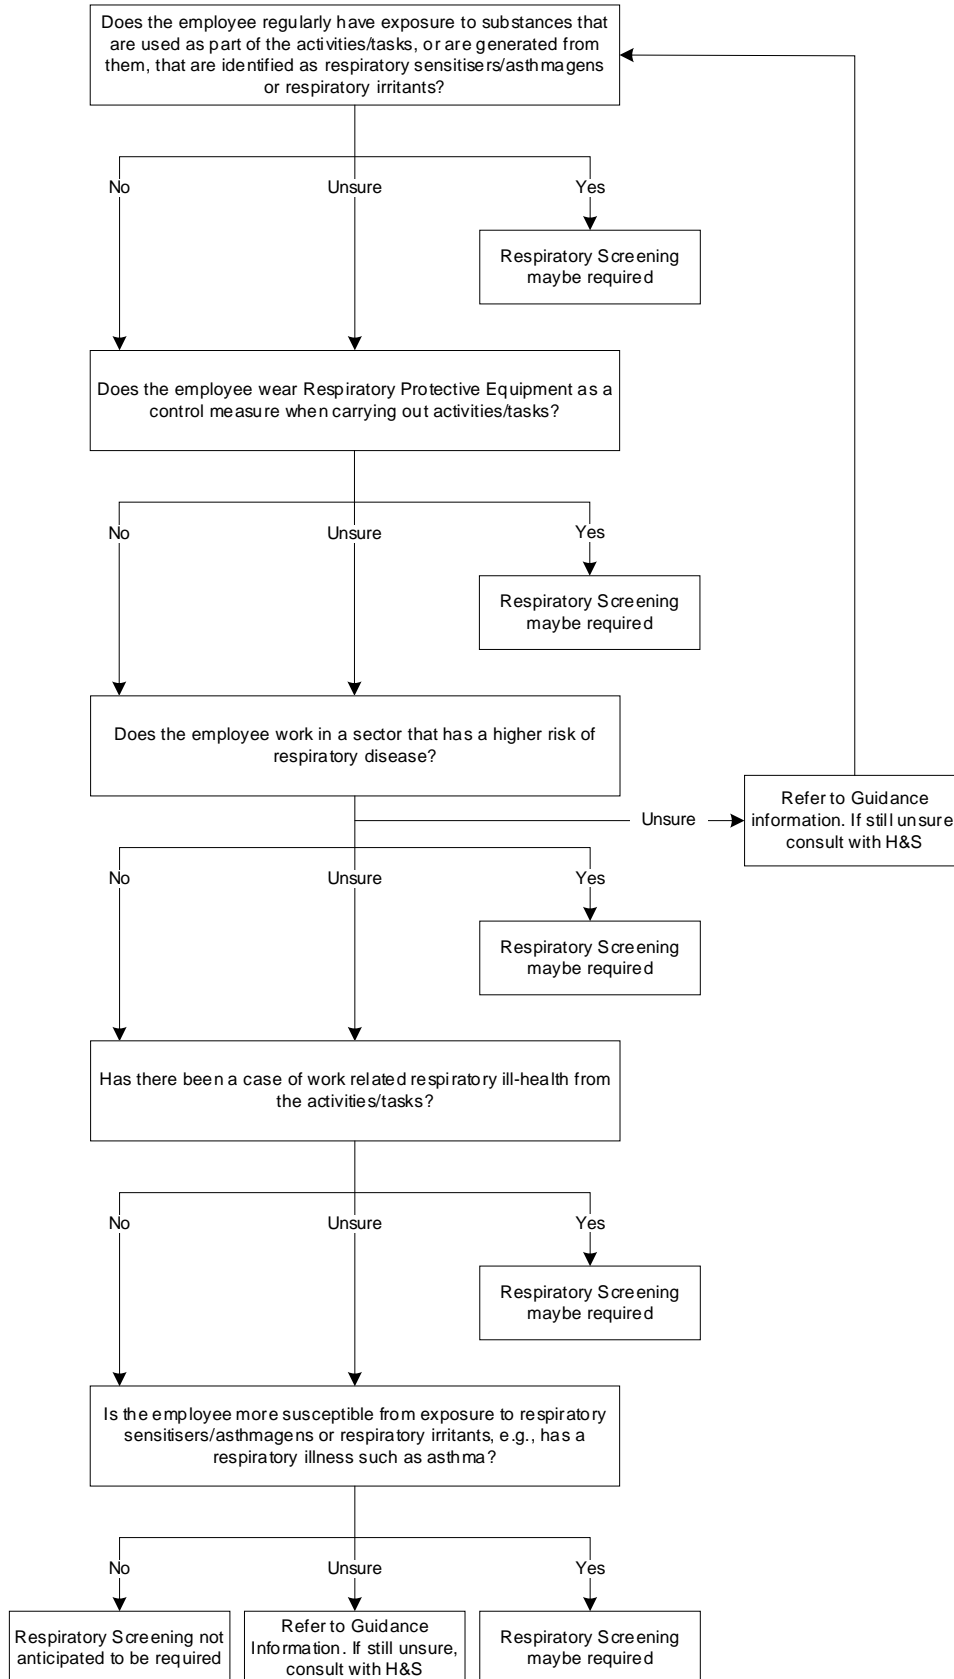 Does the employee regularly have exposure to substances that
are used as part of the activities/tasks, or are generated from
them, that are identified as respiratory sensitisers/asthmagens
or respiratory irritants?
No
Unsure
Yes
Respiratory Screening
maybe required
Does the employee wear Respiratory Protective Equipment as a
control measure when carrying out activities/tasks?
No
Unsure
Yes
Respiratory Screening
maybe required
Does the employee work in a sector that has a higher risk of
respiratory disease?
Unsure
Refer to Guidance
information. If still unsure
consult with H&S
No
Unsure
Yes
Respiratory Screening
maybe required
Has there been a case of work related respiratory ill-health from
the activities/tasks?
No
Unsure
Yes
Respiratory Screening
maybe required
Is the employee more susceptible from exposure to respiratory
sensitisers/asthmagens or respiratory irritants, e.g., has a
respiratory illness such as asthma?
No
Unsure
Yes
Respiratory Screening not
anticipated to be required
Refer to Guidance
Information. If still unsure,
consult with H&S
Respiratory Screening
maybe required